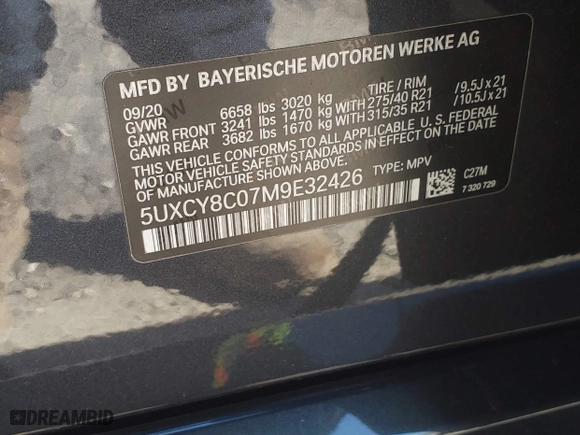 MFD BY BAYERISCHE MOTOREN WERKE AG
09/20 TIRE / RIM
GVWR 6658 lbs 3020 kg
GAWR FRONT 3241 lbs 1470 kg WITH 275/40 R21 / 9.5J x 21
GAWR REAR 3682 lbs 1670 kg WITH 315/35 R21 / 10.5J x 21
THIS VEHICLE CONFORMS TO ALL APPLICABLE U.S. FEDERAL
MOTOR VEHICLE SAFETY STANDARDS IN EFFECT ON THE DATE
OF MANUFACTURE SHOWN ABOVE.
5UXCY8C07M9E32426 TYPE: MPV
C27M
7 320 729
DREAMBID